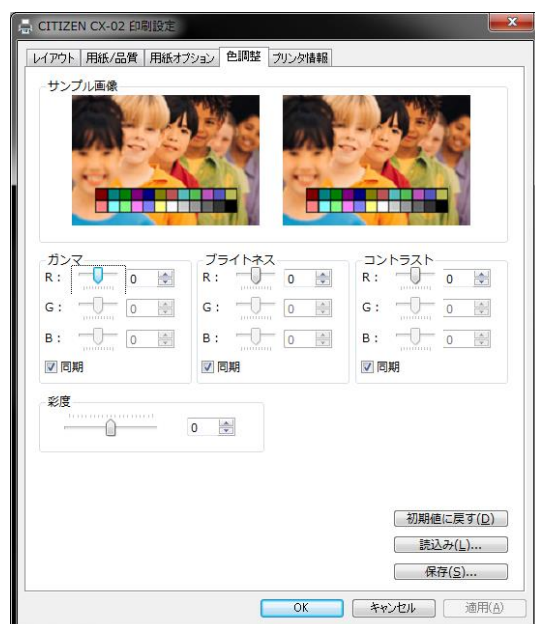 CITIZEN CX-02 印刷設定
レイアウト 用紙/品質 用紙オプション 色調整 プリンタ情報
サンプル画像
ガンマ ブライトネス コントラスト
R: 0 R: 0 R: 0
G: 0 G: 0 G: 0
B: 0 B: 0 B: 0
同期 同期 同期
彩度
0
初期値に戻す(D)
読込み(L)...
保存(S)...
OK キャンセル 適用(A)